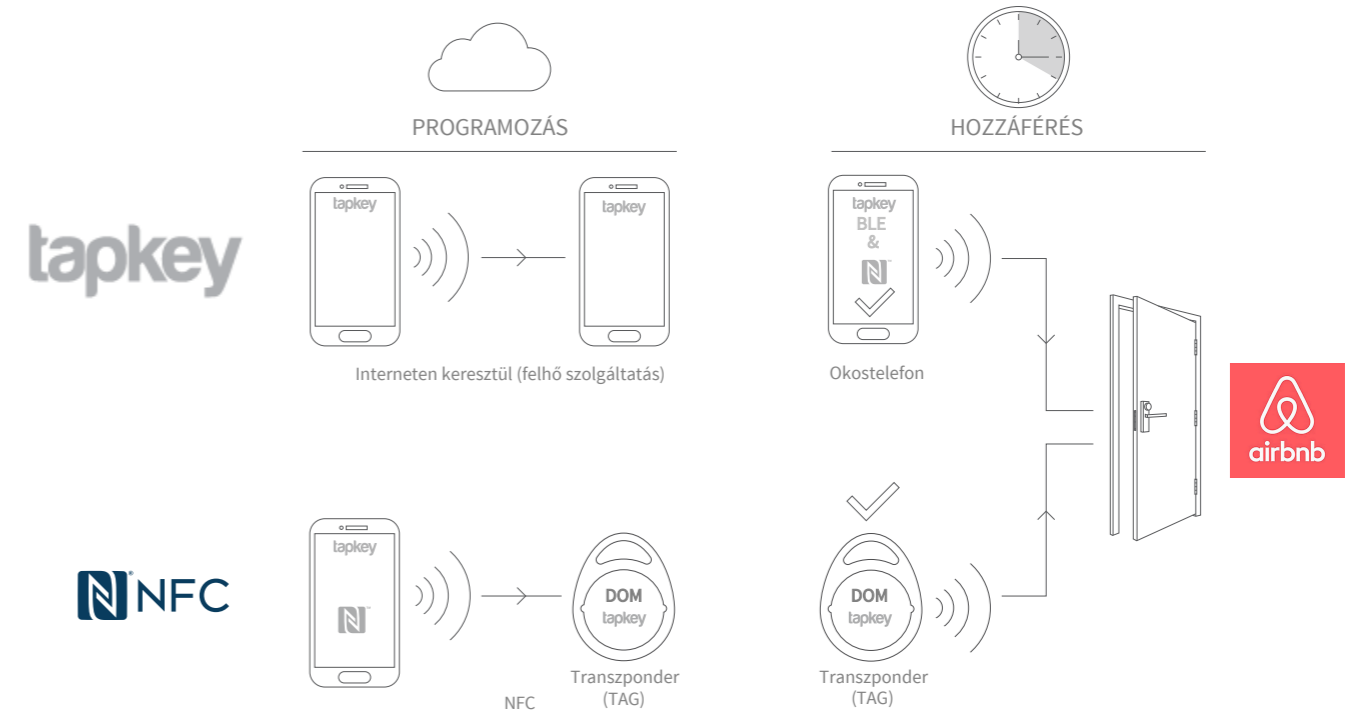 PROGRAMOZÁS
HOZZÁFÉRÉS
tapkey
tapkey
tapkey
tapkey
BLE
&
Interneten keresztül (felhő szolgáltatás)
Okostelefon
airbnb
NFC
tapkey
DOM
tapkey
DOM
tapkey
NFC
Transzponder
(TAG)
Transzponder
(TAG)